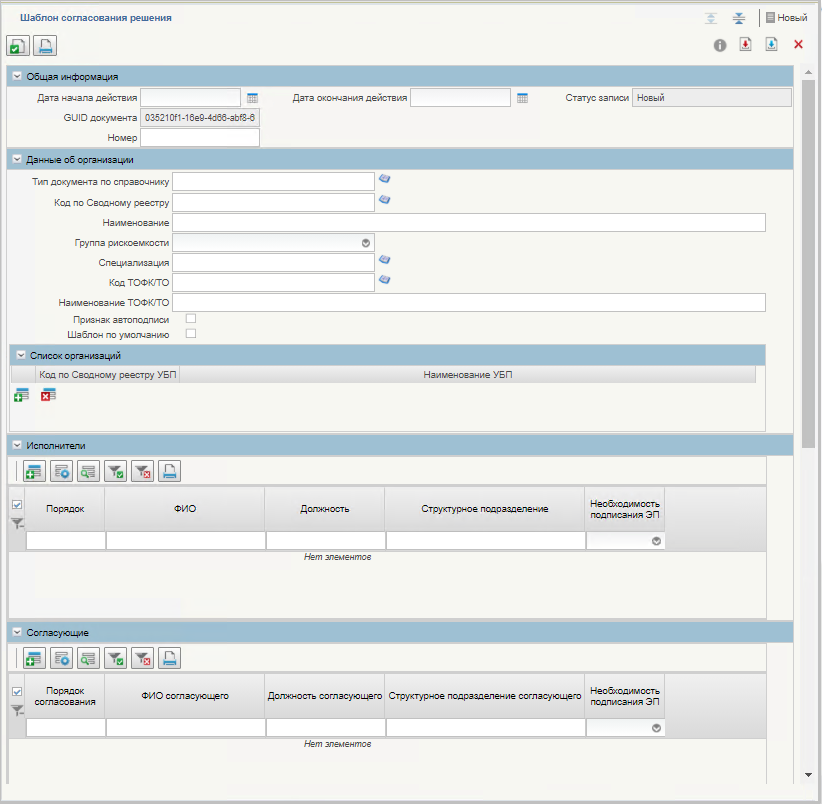 Шаблон согласования решения
Новый
Общая информация
Дата начала действия
Дата окончания действия
Статус записи Новый
GUID документа 035210f1-16e9-4d66-abf8-6
Номер
Данные об организации
Тип документа по справочнику
Код по Сводному реестру
Наименование
Группа рискоемкости
Специализация
Код ТОФК/ТО
Наименование ТОФК/ТО
Признак автоподписи
Шаблон по умолчанию
Список организаций
Код по Сводному реестру УБП Наименование УБП
Исполнители
Порядок ФИО Должность Структурное подразделение Необходимость
подписания ЭП
Нет элементов
Согласующие
Порядок
согласования ФИО согласующего Должность согласующего Структурное подразделение согласующего Необходимость
подписания ЭП
Нет элементов